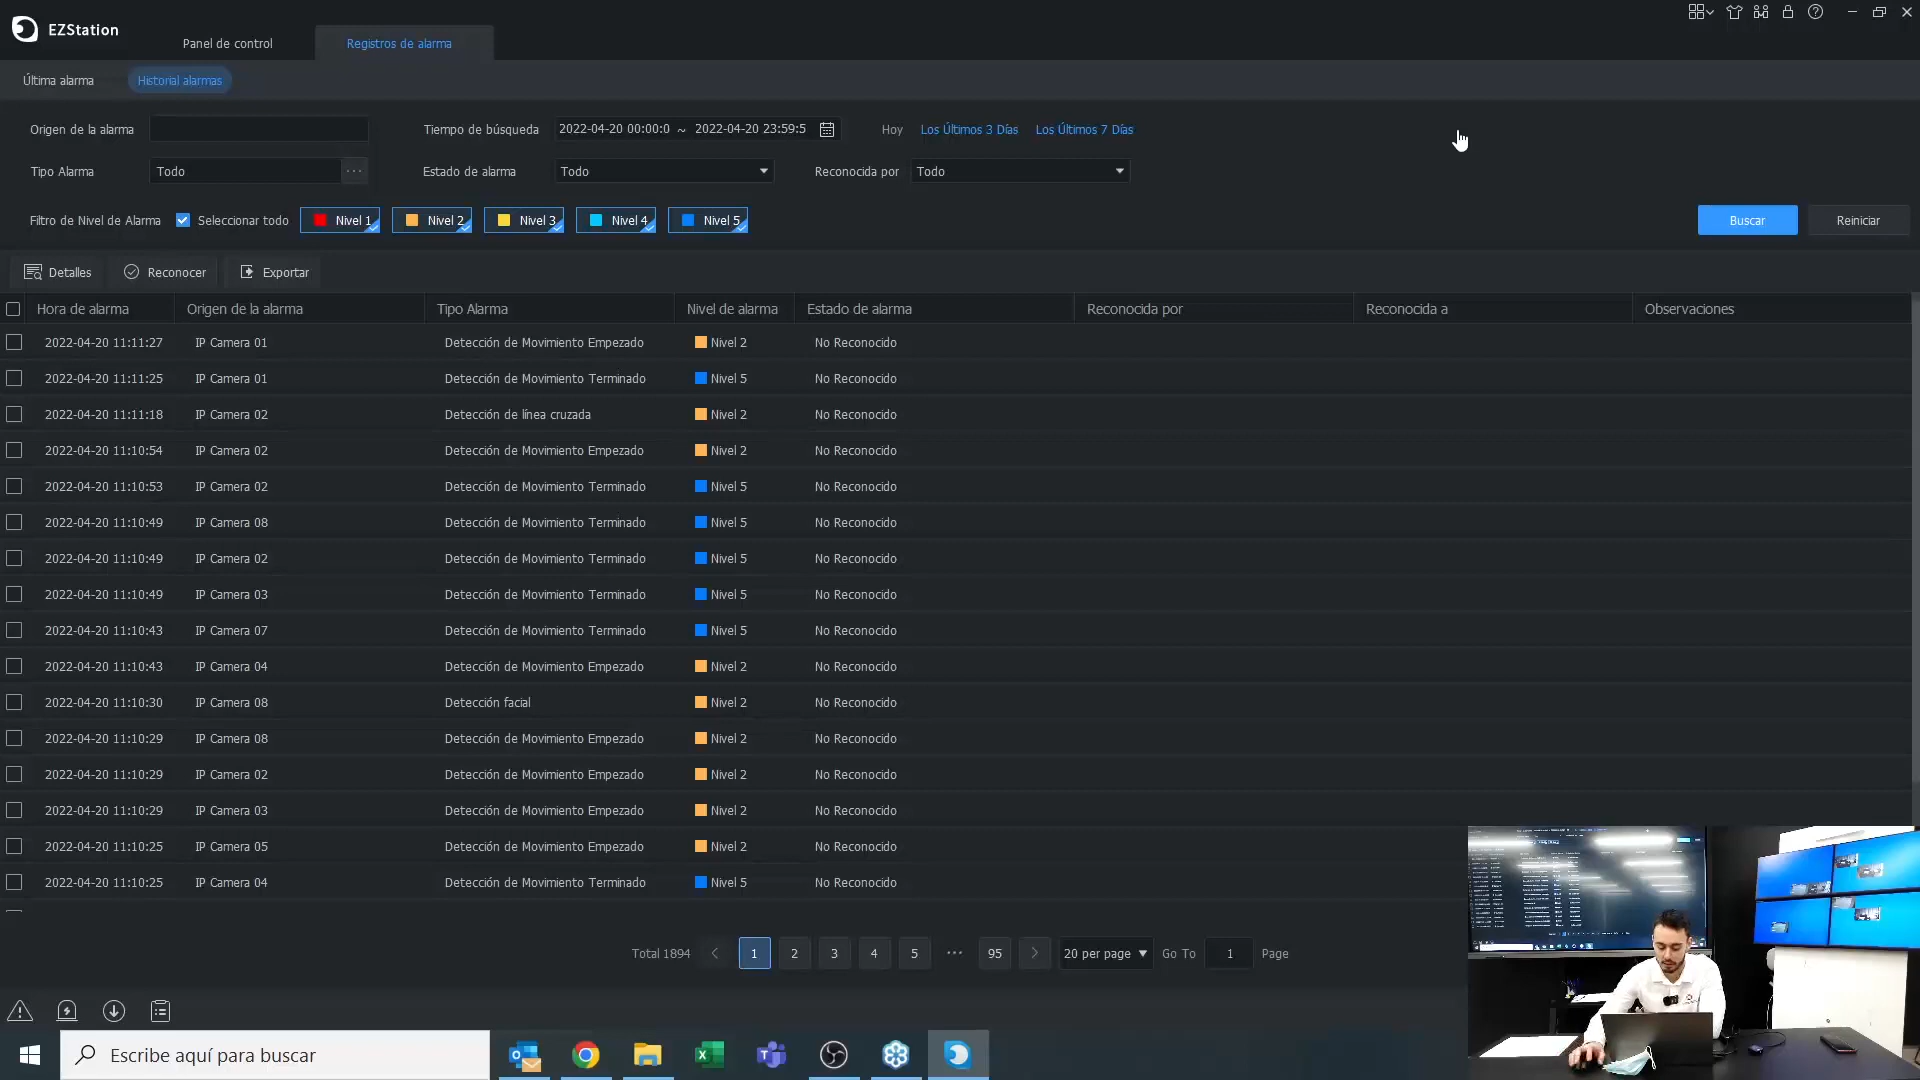 EZStation
Panel de control
Registros de alarma
Última alarma
Historial alarmas
Origen de la alarma
Tiempo de búsqueda 2022-04-20 00:00:0 ~ 2022-04-20 23:59:5 Hoy Los Últimos 3 Días Los Últimos 7 Días
Tipo Alarma Todo ... Estado de alarma Todo Reconocida por Todo
Filtro de Nivel de Alarma Seleccionar todo Nivel 1 Nivel 2 Nivel 3 Nivel 4 Nivel 5 Buscar Reiniciar
Detalles Reconocer Exportar
Hora de alarma Origen de la alarma Tipo Alarma Nivel de alarma Estado de alarma Reconocida por Reconocida a Observaciones
2022-04-20 11:11:27 IP Camera 01 Detección de Movimiento Empezado Nivel 2 No Reconocido
2022-04-20 11:11:25 IP Camera 01 Detección de Movimiento Terminado Nivel 5 No Reconocido
2022-04-20 11:11:18 IP Camera 02 Detección de línea cruzada Nivel 2 No Reconocido
2022-04-20 11:10:54 IP Camera 02 Detección de Movimiento Empezado Nivel 2 No Reconocido
2022-04-20 11:10:53 IP Camera 02 Detección de Movimiento Terminado Nivel 5 No Reconocido
2022-04-20 11:10:49 IP Camera 08 Detección de Movimiento Terminado Nivel 5 No Reconocido
2022-04-20 11:10:49 IP Camera 02 Detección de Movimiento Terminado Nivel 5 No Reconocido
2022-04-20 11:10:49 IP Camera 03 Detección de Movimiento Terminado Nivel 5 No Reconocido
2022-04-20 11:10:43 IP Camera 07 Detección de Movimiento Terminado Nivel 5 No Reconocido
2022-04-20 11:10:43 IP Camera 04 Detección de Movimiento Empezado Nivel 2 No Reconocido
2022-04-20 11:10:30 IP Camera 08 Detección facial Nivel 2 No Reconocido
2022-04-20 11:10:29 IP Camera 08 Detección de Movimiento Empezado Nivel 2 No Reconocido
2022-04-20 11:10:29 IP Camera 02 Detección de Movimiento Empezado Nivel 2 No Reconocido
2022-04-20 11:10:29 IP Camera 03 Detección de Movimiento Empezado Nivel 2 No Reconocido
2022-04-20 11:10:25 IP Camera 05 Detección de Movimiento Empezado Nivel 2 No Reconocido
2022-04-20 11:10:25 IP Camera 04 Detección de Movimiento Terminado Nivel 5 No Reconocido
Total 1894 < 1 2 3 4 5 ... 95 > 20 per page Go To 1 Page
Escribe aquí para buscar